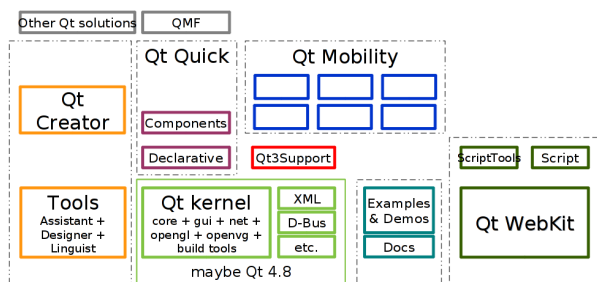 Other Qt solutions
QMF
Qt Quick
Qt Mobility
Qt
Creator
Components
Declarative
Qt3Support
ScriptTools
Script
Tools
Assistant +
Designer +
Linguist
Qt kernel
core + gui + net +
opengl + openvg +
build tools
XML
D-Bus
etc.
maybe Qt 4.8
Examples
& Demos
Docs
Qt WebKit